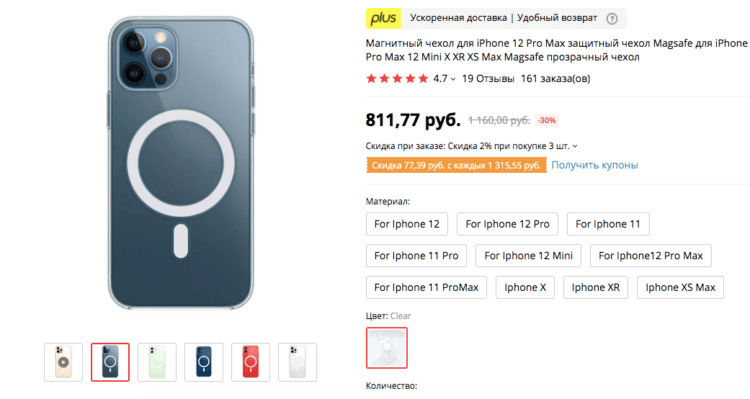 plus Ускоренная доставка | Удобный возврат ?
Магнитный чехол для iPhone 12 Pro Max защитный чехол Magsafe для iPhone
Pro Max 12 Mini X XR XS Max Magsafe прозрачный чехол
4.7 19 Отзывы 161 заказа(ов)
811,77 руб. 1 160,00 руб. -30%
Скидка при заказе: Скидка 2% при покупке 3 шт.
Скидка 77,39 руб. с каждых 1 315,55 руб. Получить купоны
Материал:
For Iphone 12 For Iphone 12 Pro For Iphone 11
For Iphone 11 Pro For Iphone 12 Mini For Iphone12 Pro Max
For Iphone 11 ProMax Iphone X Iphone XR Iphone XS Max
Цвет: Clear
Количество: